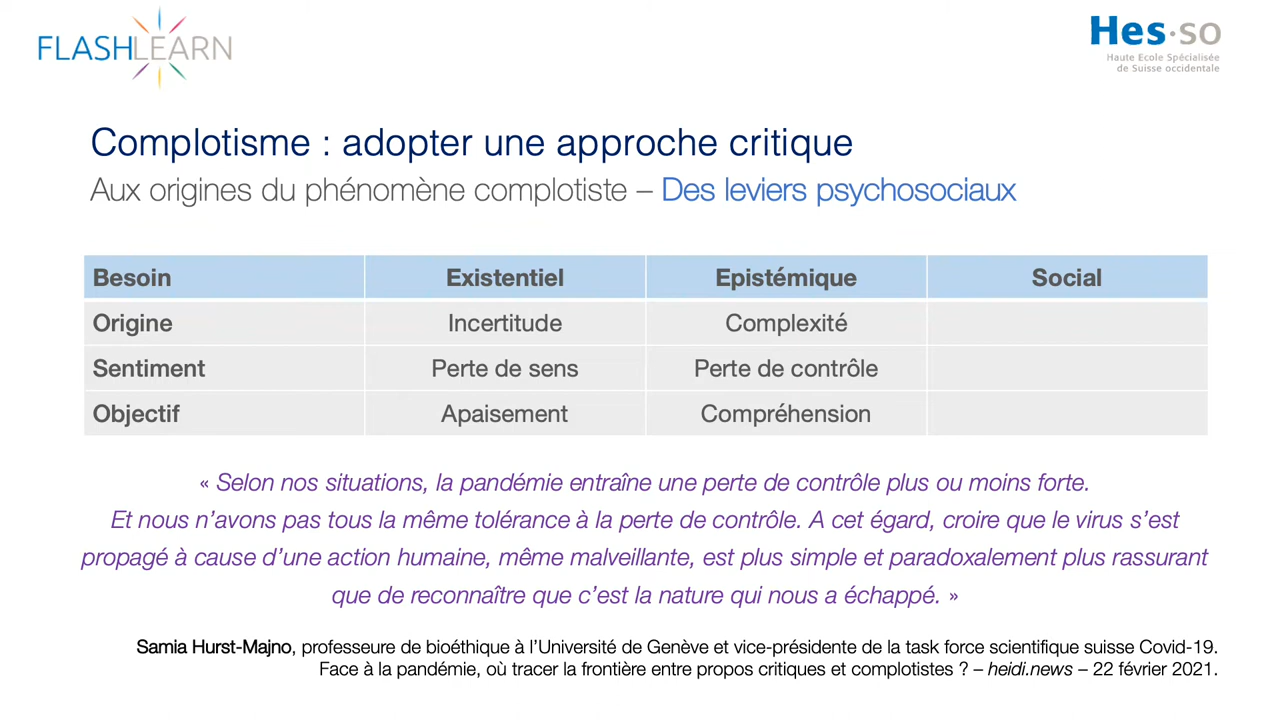 FLASHLEARN
Hes·so
Haute Ecole Spécialisée
de Suisse occidentale
Complotisme : adopter une approche critique
Aux origines du phénomène complotiste – Des leviers psychosociaux
Besoin Existentiel Epistémique Social
Origine Incertitude Complexité
Sentiment Perte de sens Perte de contrôle
Objectif Apaisement Compréhension
« Selon nos situations, la pandémie entraîne une perte de contrôle plus ou moins forte.
Et nous n’avons pas tous la même tolérance à la perte de contrôle. A cet égard, croire que le virus s’est
propagé à cause d’une action humaine, même malveillante, est plus simple et paradoxalement plus rassurant
que de reconnaître que c’est la nature qui nous a échappé. »
Samia Hurst-Majno, professeure de bioéthique à l’Université de Genève et vice-présidente de la task force scientifique suisse Covid-19.
Face à la pandémie, où tracer la frontière entre propos critiques et complotistes ? – heidi.news – 22 février 2021.